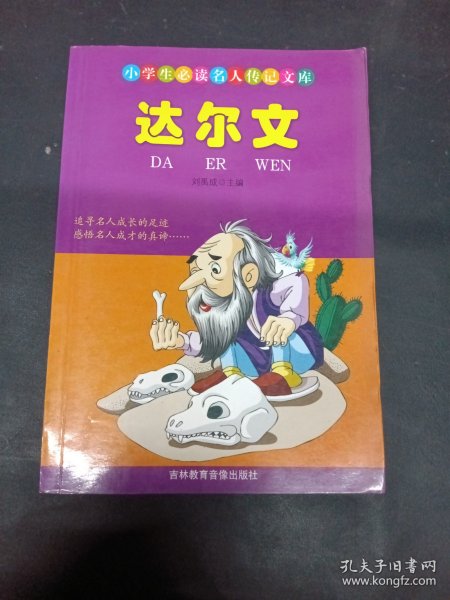 小学生必读名人传记文库
达尔文
DA ER WEN
刘禹成◎主编
追寻名人成长的足迹
感悟名人成才的真谛……
吉林教育音像出版社
孔夫子旧书网
www.kongfz.com